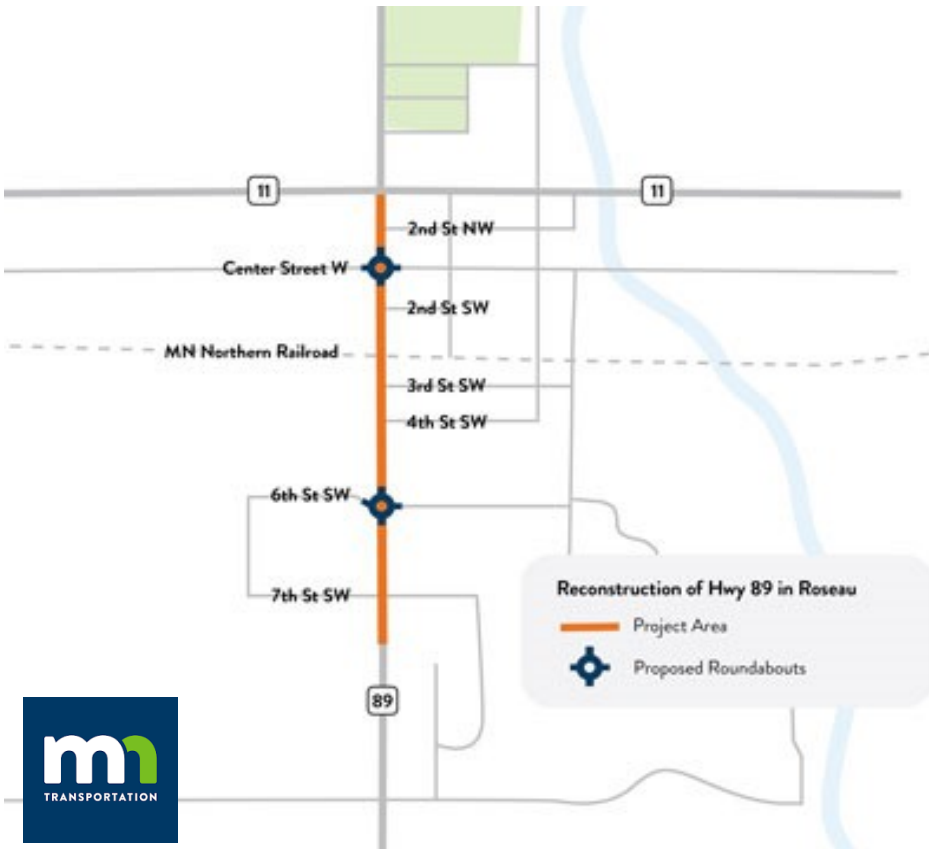 11
11
2nd St NW
Center Street W
2nd St SW
MN Northern Railroad
3rd St SW
4th St SW
6th St SW
7th St SW
Reconstruction of Hwy 89 in Roseau
Project Area
Proposed Roundabouts
89
mn
TRANSPORTATION